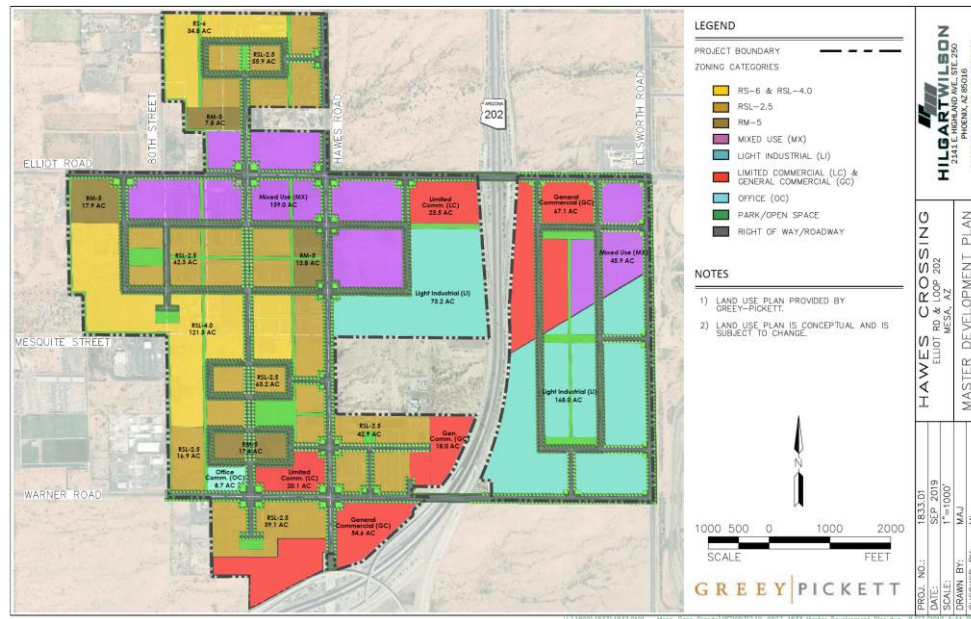 RS-6
34.8 AC
RSL-2.5
55.9 AC
RM-5
7.8 AC
80TH STREET
HAWES ROAD
ARIZONA
202
ELLSWORTH ROAD
ELLIOT ROAD
RM-5
17.9 AC
Mixed Use (MX)
159.0 AC
Limited
Comm. (LC)
23.5 AC
General
Commercial (GC)
67.1 AC
RSL-2.5
62.5 AC
RM-5
13.8 AC
Mixed Use (MX)
45.9 AC
Light Industrial (LI)
75.2 AC
RSL-4.0
121.5 AC
MESQUITE STREET
RSL-2.5
65.2 AC
Light Industrial (LI)
168.0 AC
RSL-2.5
42.9 AC
Gen.
Comm. (GC)
18.0 AC
RSL-2.5
16.9 AC
RM-5
Office
Comm. (OC)
8.7 AC
Limited
Comm. (LC)
20.1 AC
WARNER ROAD
RSL-2.5
39.1 AC
General
Commercial (GC)
54.6 AC
LEGEND
PROJECT BOUNDARY
ZONING CATEGORIES
RS-6 & RSL-4.0
RSL-2.5
RM-5
MIXED USE (MX)
LIGHT INDUSTRIAL (LI)
LIMITED COMMERCIAL (LC) &
GENERAL COMMERCIAL (GC)
OFFICE (OC)
PARK/OPEN SPACE
RIGHT OF WAY/ROADWAY
NOTES
1) LAND USE PLAN PROVIDED BY
GREEY-PICKETT.
2) LAND USE PLAN IS CONCEPTUAL AND IS
SUBJECT TO CHANGE.
N
1000 500 0 1000 2000
SCALE FEET
GREEY PICKETT
HILGARTWILSON
2141 E. HIGHLAND AVE., STE. 250
PHOENIX, AZ 85016
HAWES CROSSING
ELLIOT RD & LOOP 202
MESA, AZ
MASTER DEVELOPMENT PLAN
PROJ. NO.: 1833.01
DATE: SEP 2019
SCALE: 1"=1000'
DRAWN BY: MAJ